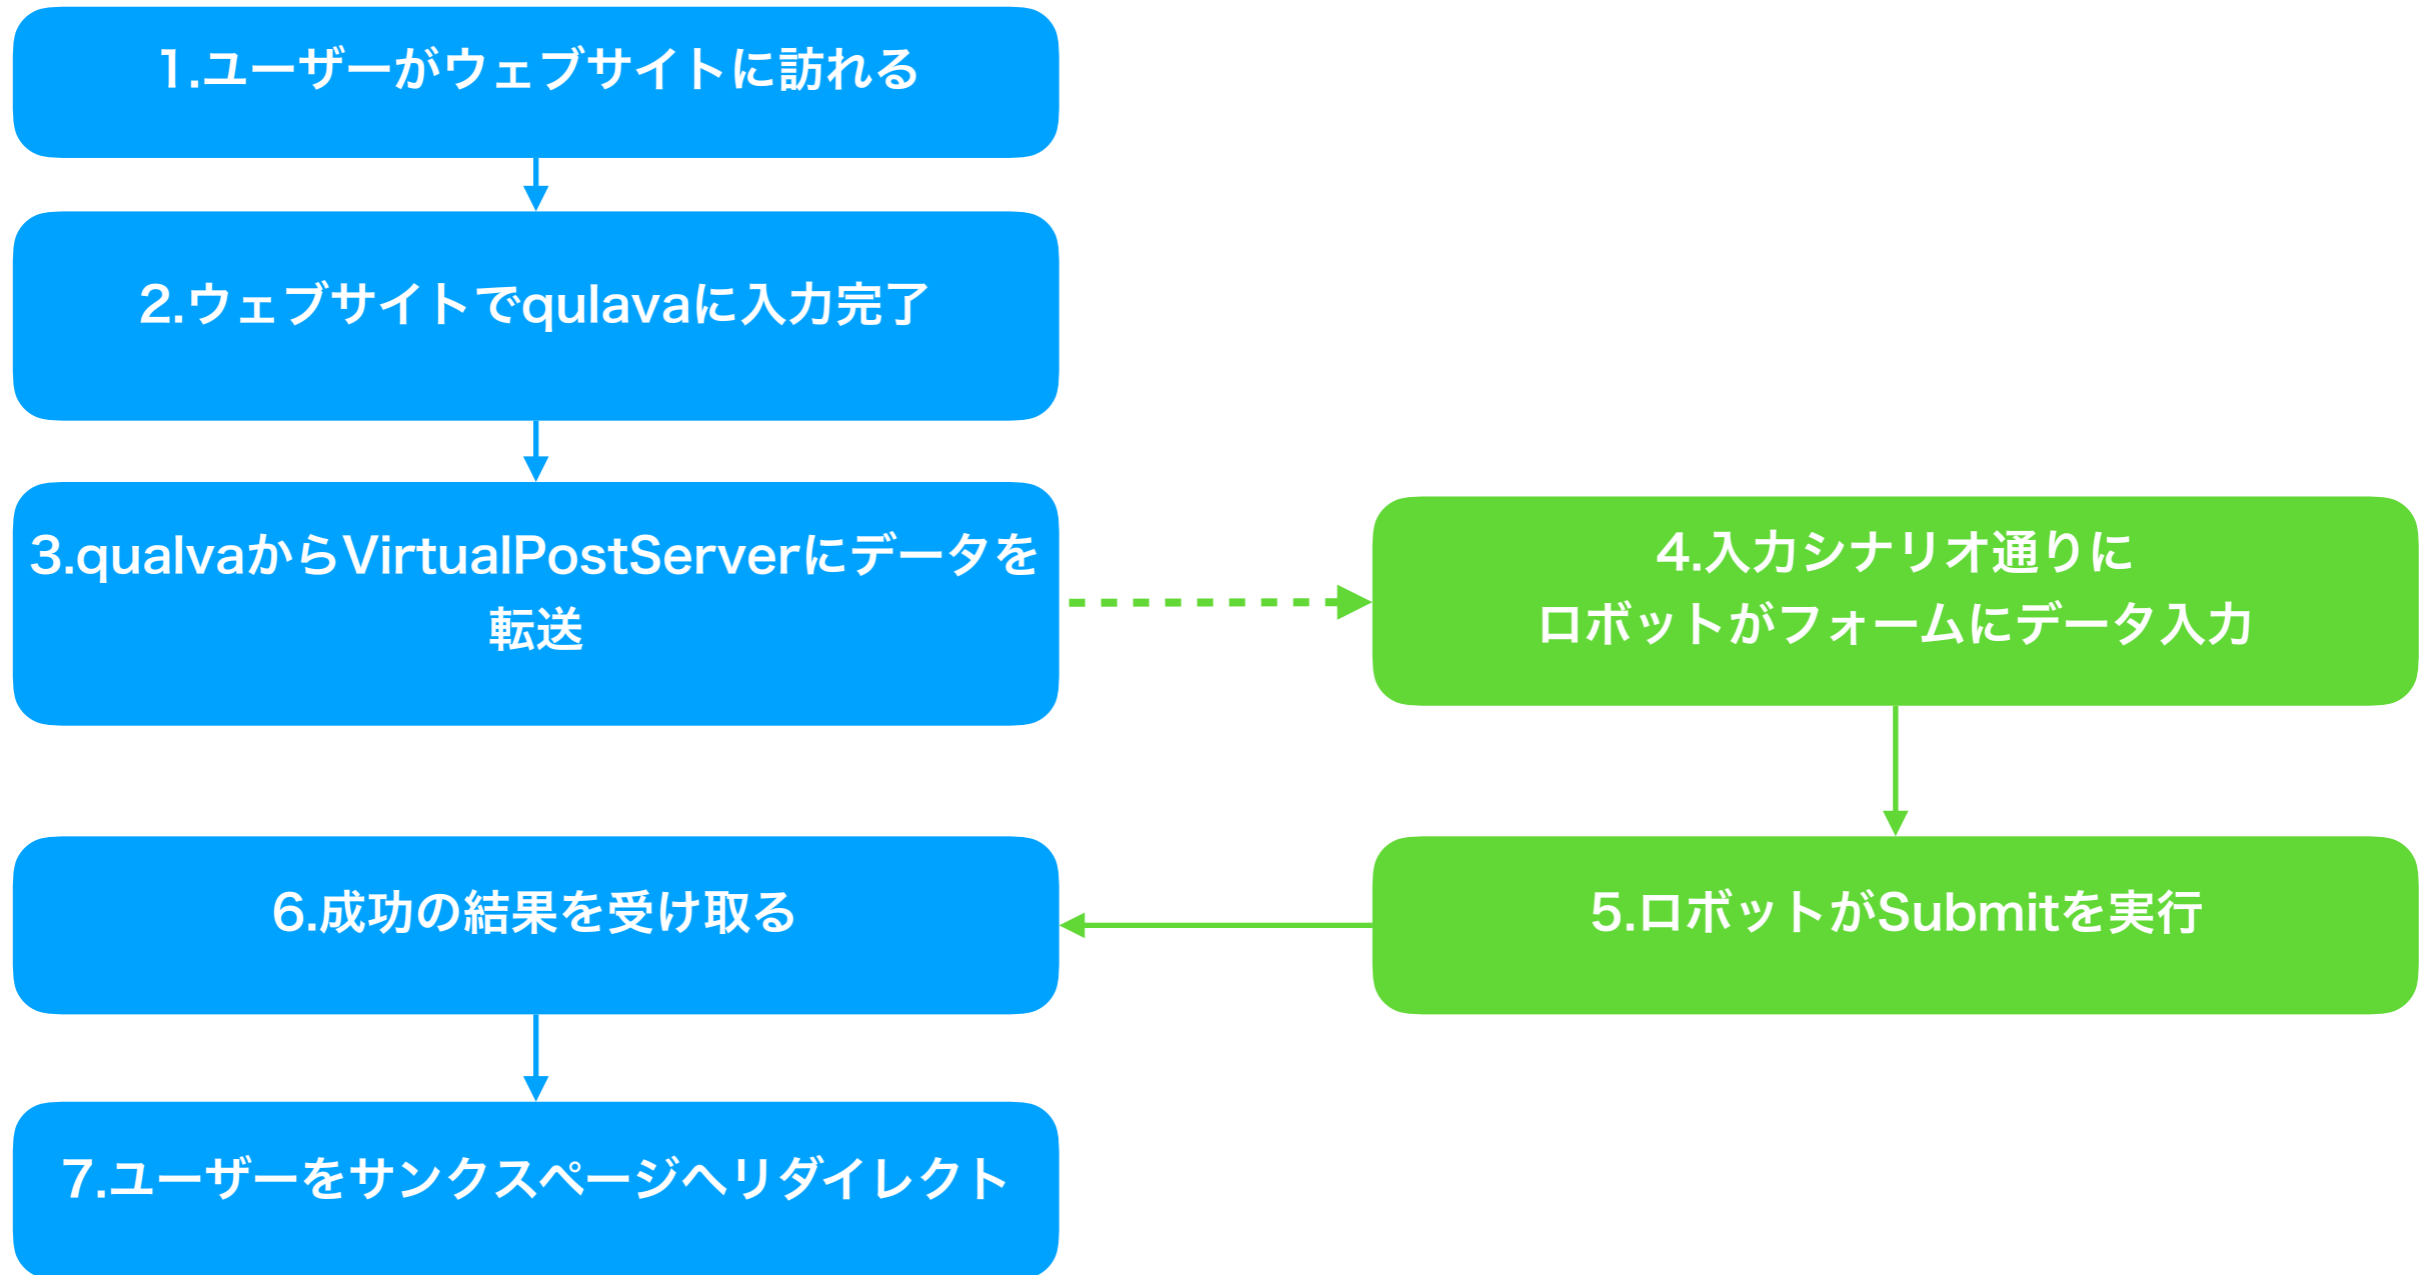 1.ユーザーがウェブサイトに訪れる
2.ウェブサイトでqulavaに入力完了
3.qualvaからVirtualPostServerにデータを
転送
4.入力シナリオ通りに
ロボットがフォームにデータ入力
5.ロボットがSubmitを実行
6.成功の結果を受け取る
7.ユーザーをサンクスページへリダイレクト